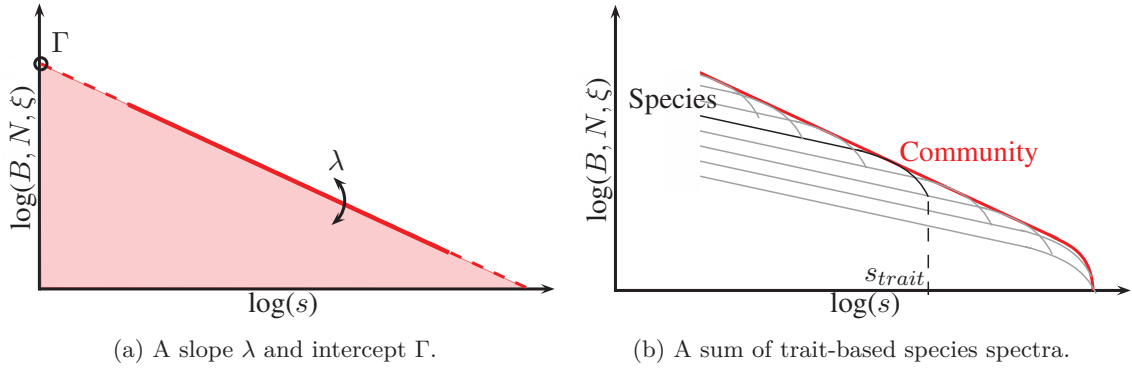 Γ
log(B, N, ξ)
λ
log(s)
(a) A slope λ and intercept Γ.
log(B, N, ξ)
Species
Community
s_trait
log(s)
(b) A sum of trait-based species spectra.